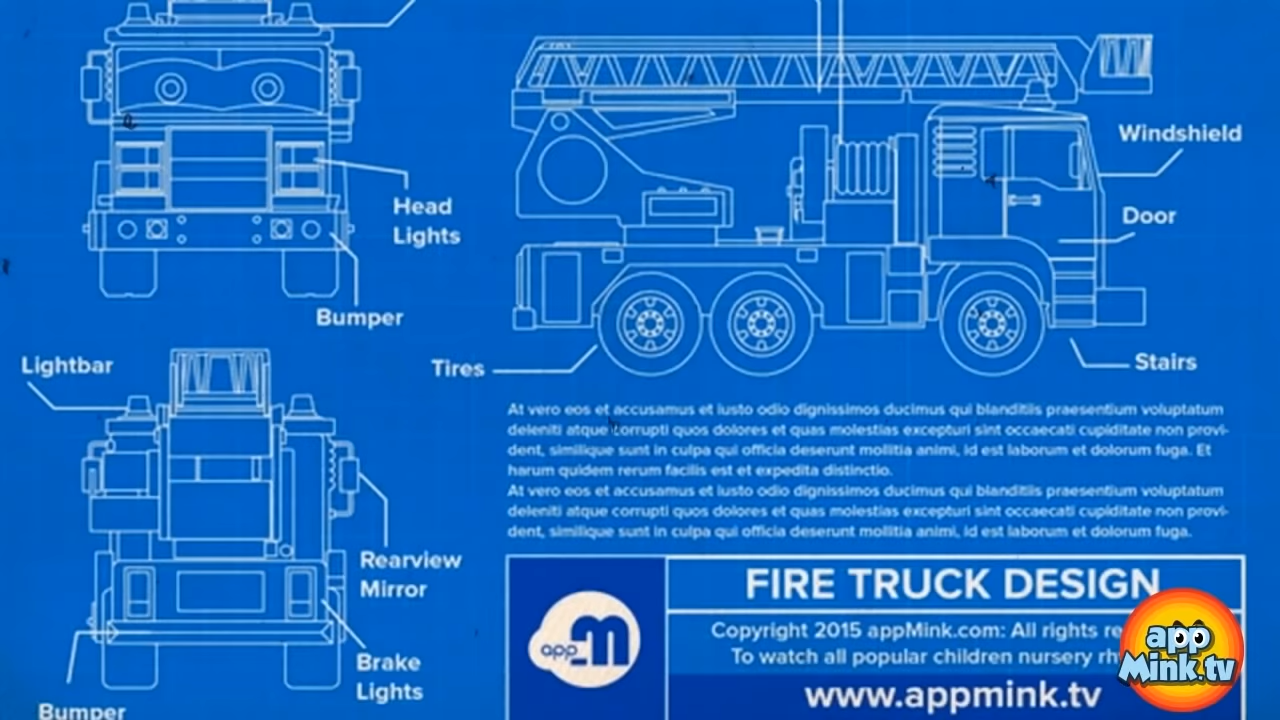 Head
Lights
Bumper
Windshield
Door
Tires
Stairs
Lightbar
Rearview
Mirror
Brake
Lights
Bumper
At vero eos et accusamus et iusto odio dignissimos ducimus qui blanditiis praesentium voluptatum
deleniti atque corrupti quos dolores et quas molestias excepturi sint occaecati cupiditate non provi-
dent, similique sunt in culpa qui officia deserunt mollitia animi, id est laborum et dolorum fuga. Et
harum quidem rerum facilis est et expedita distinctio.
At vero eos et accusamus et iusto odio dignissimos ducimus qui blanditiis praesentium voluptatum
deleniti atque corrupti quos dolores et quas molestias excepturi sint occaecati cupiditate non provi-
dent, similique sunt in culpa qui officia deserunt mollitia animi, id est laborum et dolorum fuga.
app m
FIRE TRUCK DESIGN
Copyright 2015 appMink.com: All rights
To watch all popular children nursery
www.appmink.tv
app
Mink.tv